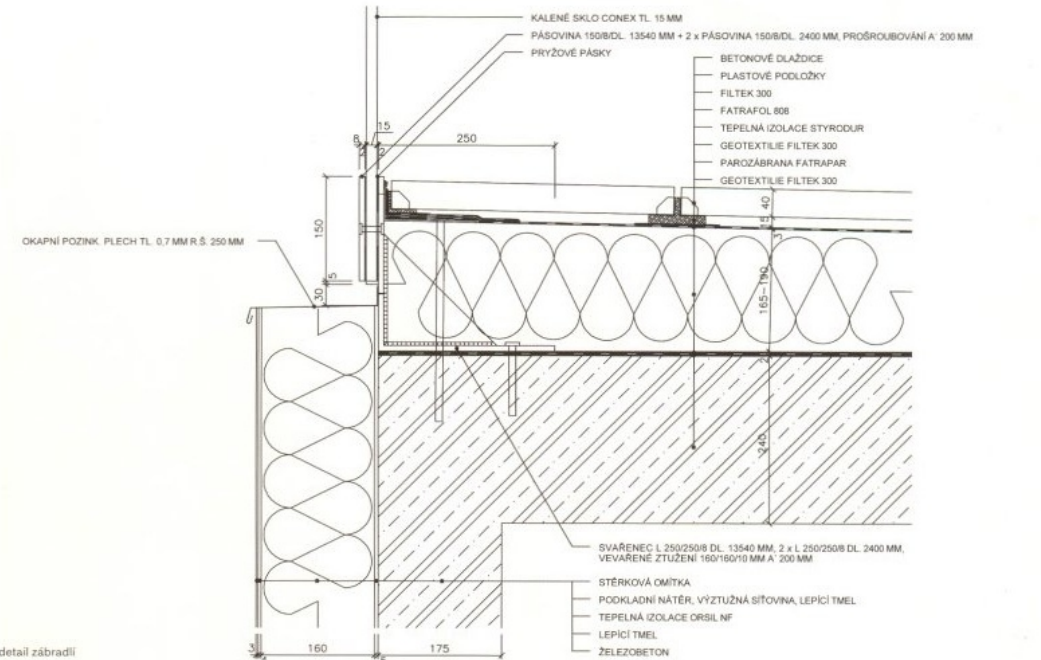 KALENÉ SKLO CONEX TL. 15 MM
PÁSOVINA 150/8/DL. 13540 MM + 2 x PÁSOVINA 150/8/DL. 2400 MM, PROŠROUBOVÁNÍ A´ 200 MM
PRYŽOVÉ PÁSKY
BETONOVÉ DLAŽDICE
PLASTOVÉ PODLOŽKY
FILTEK 300
FATRAFOL 808
TEPELNÁ IZOLACE STYRODUR
GEOTEXTILIE FILTEK 300
PAROZÁBRANA FATRAPAR
GEOTEXTILIE FILTEK 300
15
8
2
2
250
40
15
150
3
OKAPNÍ POZINK. PLECH TL. 0,7 MM R.Š. 250 MM
5
30
165–190
2
240
SVAŘENEC L 250/250/8 DL. 13540 MM, 2 x L 250/250/8 DL. 2400 MM,
VEVAŘENÉ ZTUŽENÍ 160/160/10 MM A´ 200 MM
STĚRKOVÁ OMÍTKA
PODKLADNÍ NÁTĚR, VÝZTUŽNÁ SÍŤOVINA, LEPÍCÍ TMEL
TEPELNÁ IZOLACE ORSIL NF
LEPÍCÍ TMEL
ŽELEZOBETON
3
160
175
detail zábradlí